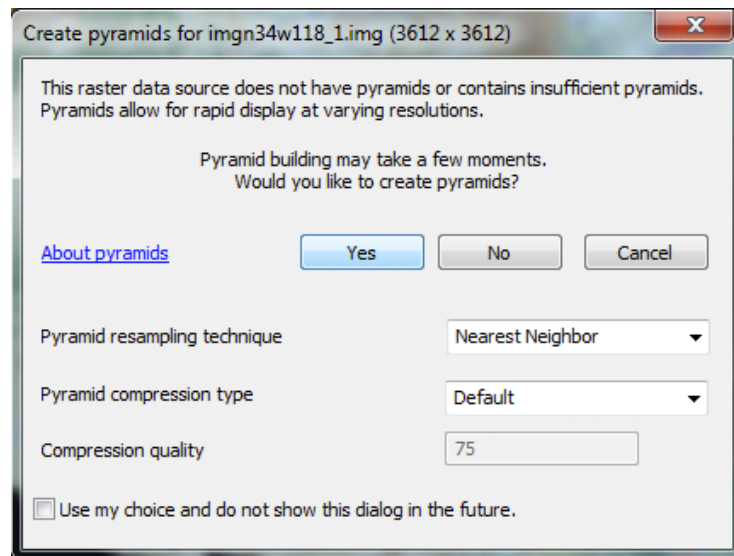 Create pyramids for imgn34w118_1.img (3612 x 3612)
This raster data source does not have pyramids or contains insufficient pyramids.
Pyramids allow for rapid display at varying resolutions.
Pyramid building may take a few moments.
Would you like to create pyramids?
About pyramids Yes No Cancel
Pyramid resampling technique Nearest Neighbor
Pyramid compression type Default
Compression quality 75
Use my choice and do not show this dialog in the future.